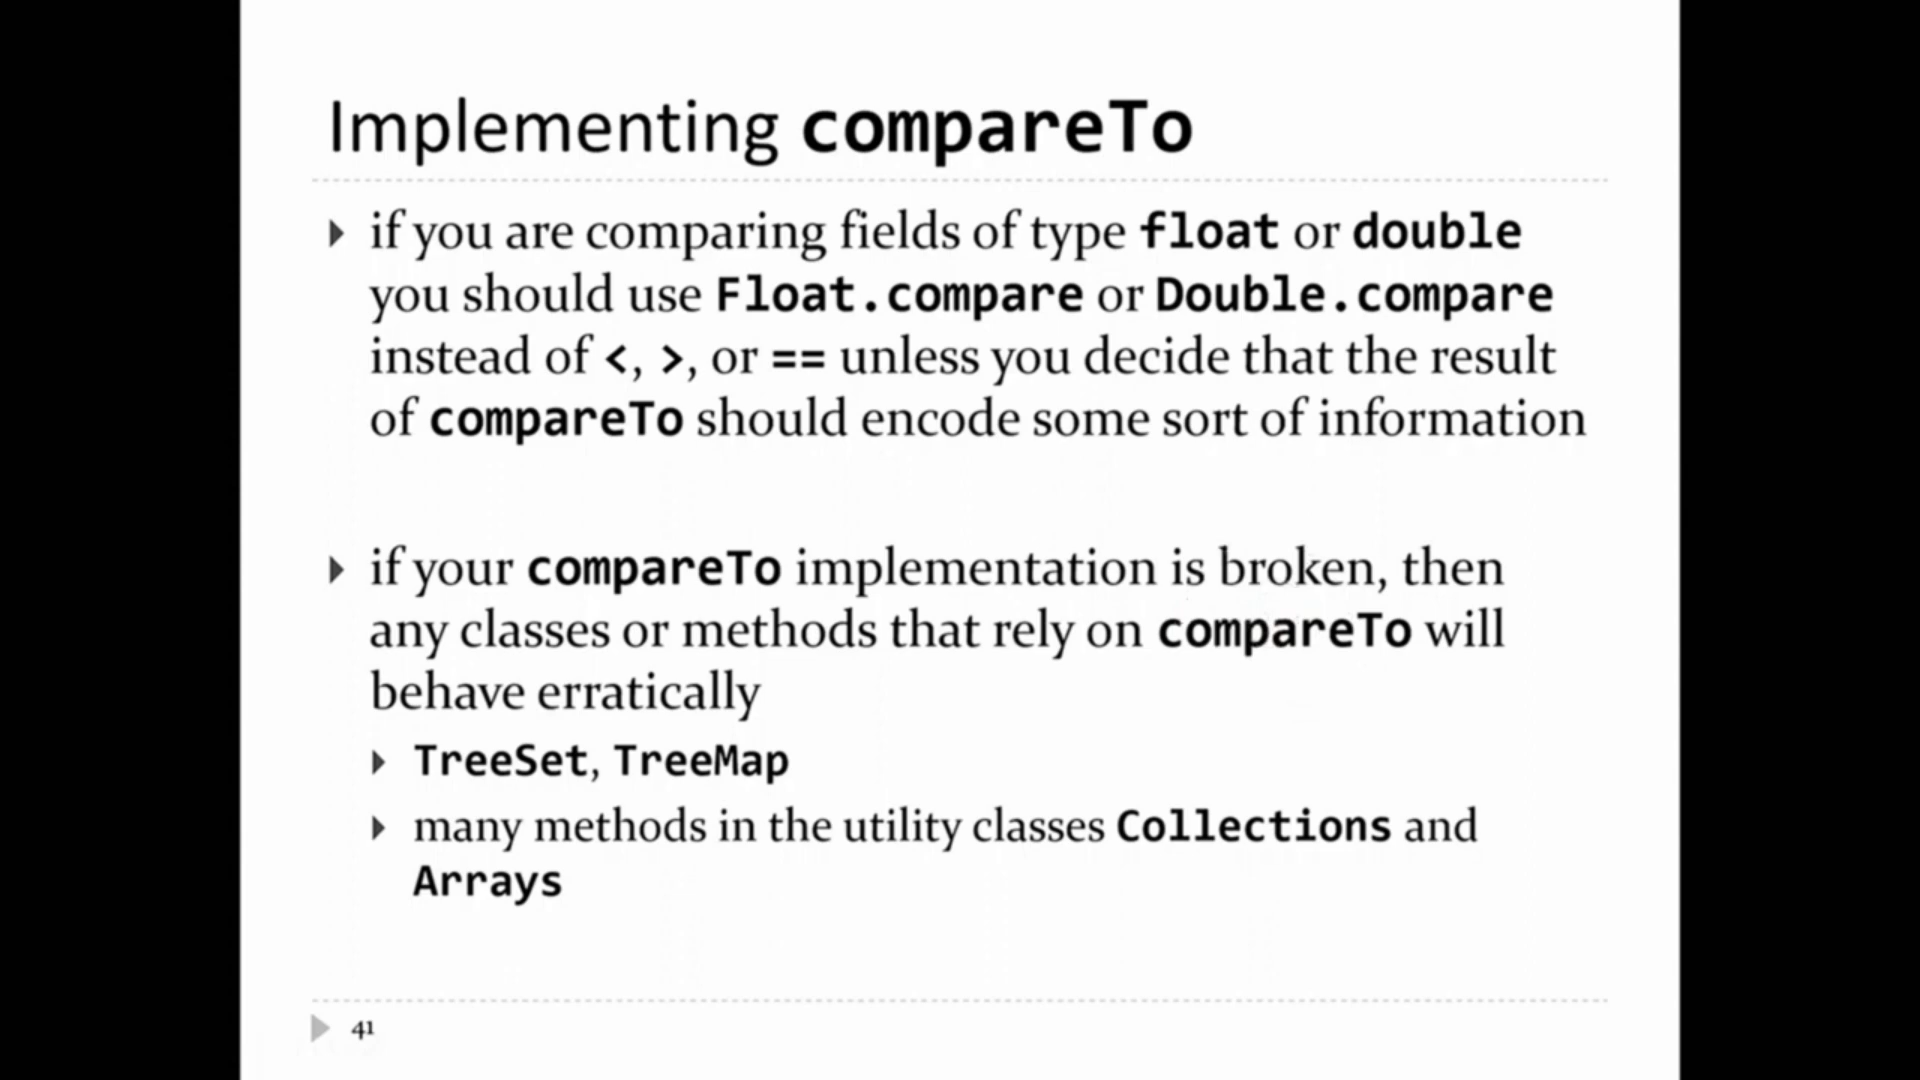 Implementing compareTo
if you are comparing fields of type float or double
you should use Float.compare or Double.compare
instead of <, >, or == unless you decide that the result
of compareTo should encode some sort of information
if your compareTo implementation is broken, then
any classes or methods that rely on compareTo will
behave erratically
TreeSet, TreeMap
many methods in the utility classes Collections and
Arrays
41